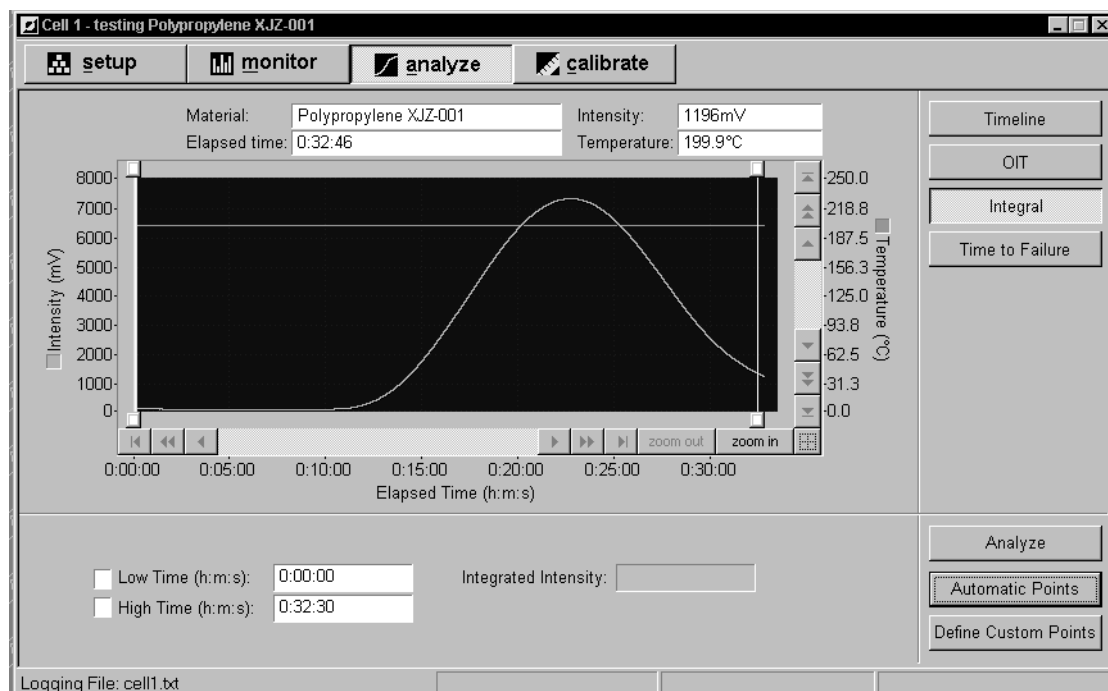 Cell 1 - testing Polypropylene XJZ-001
setup monitor analyze calibrate
Material: Polypropylene XJZ-001 Intensity: 1196mV
Elapsed time: 0:32:46 Temperature: 199.9°C
Timeline
OIT
Integral
Time to Failure
Intensity (mV)
8000
7000
6000
5000
4000
3000
2000
1000
0
250.0
218.8
187.5
156.3
125.0
93.8
62.5
31.3
0.0
Temperature (°C)
zoom out zoom in
0:00:00 0:05:00 0:10:00 0:15:00 0:20:00 0:25:00 0:30:00
Elapsed Time (h:m:s)
Low Time (h:m:s): 0:00:00 Integrated Intensity:
High Time (h:m:s): 0:32:30
Analyze
Automatic Points
Define Custom Points
Logging File: cell1.txt